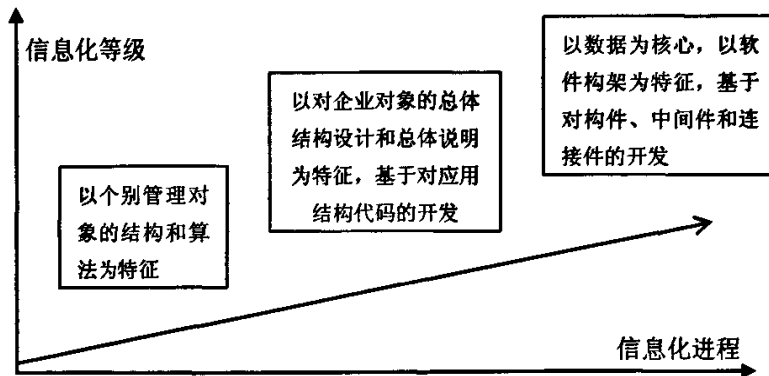 信息化等级
以个别管理对
象的结构和算
法为特征
以对企业对象的总体
结构设计和总体说明
为特征，基于对应用
结构代码的开发
以数据为核心，以软
件构架为特征，基于
对构件、中间件和连
接件的开发
信息化进程